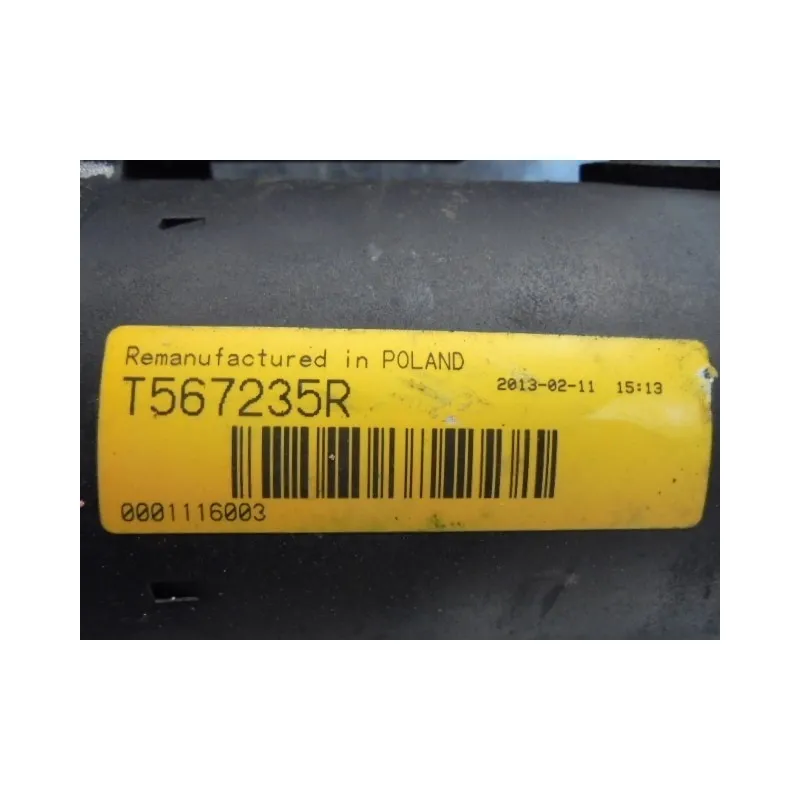 Remanufactured in POLAND
T567235R
2013-02-11 15:13
0001116003